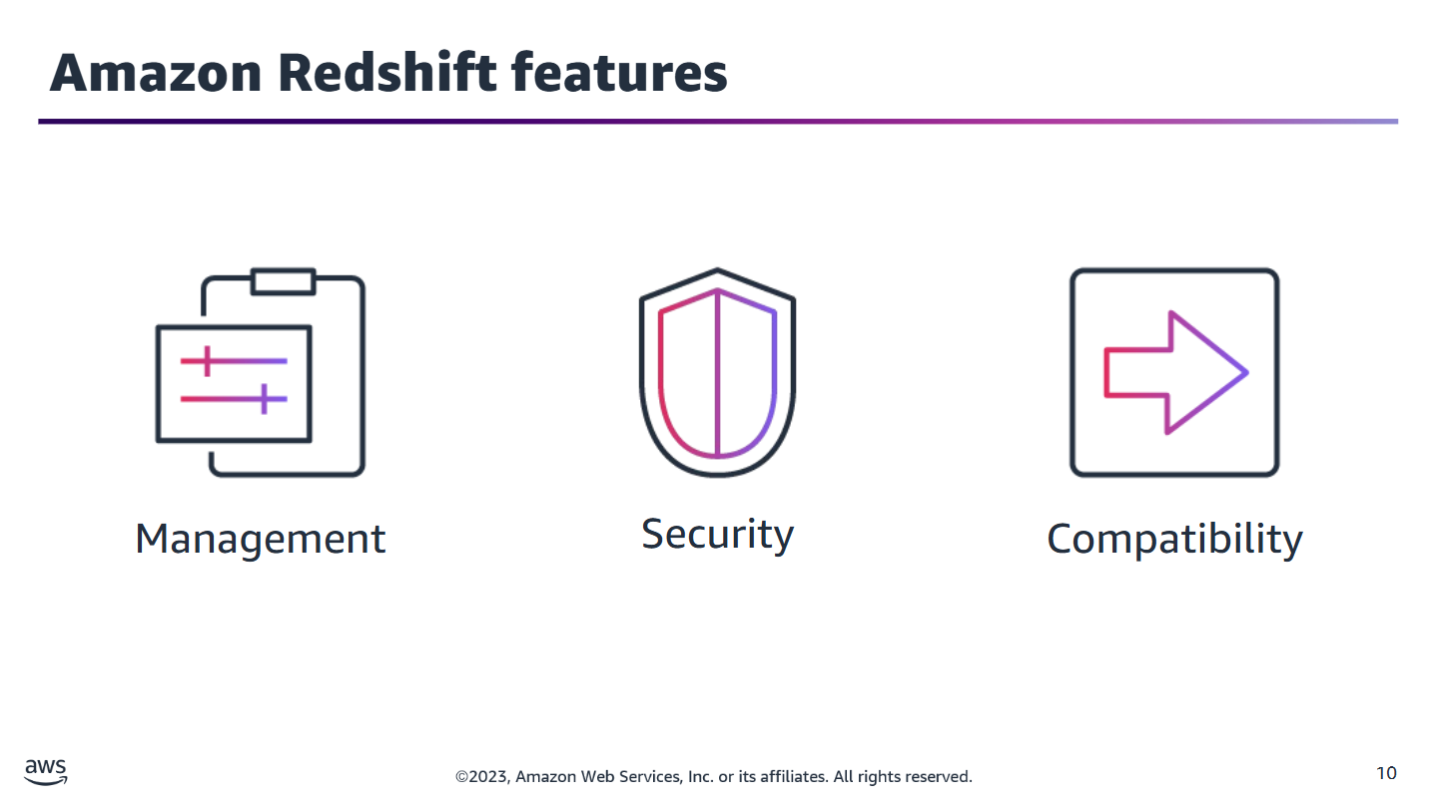 Amazon Redshift features
Management
Security
Compatibility
aws
©2023, Amazon Web Services, Inc. or its affiliates. All rights reserved.
10